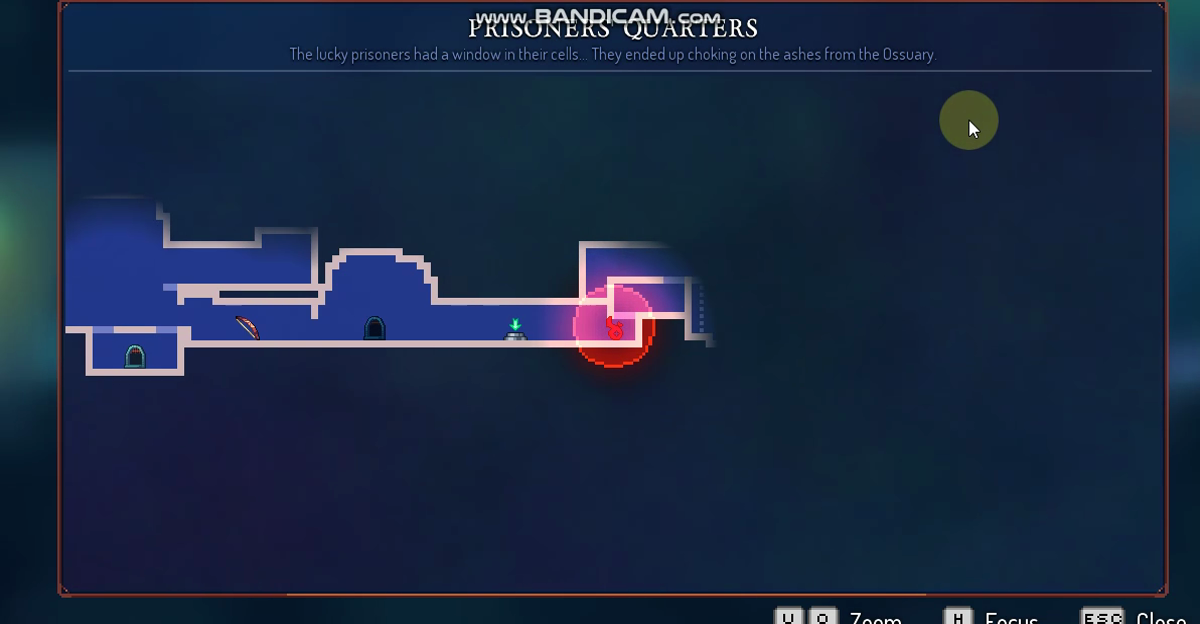 www.BANDICAM.com
PRISONERS' QUARTERS
The lucky prisoners had a window in their cells... They ended up choking on the ashes from the Ossuary.
Zoom Focus ESC Close